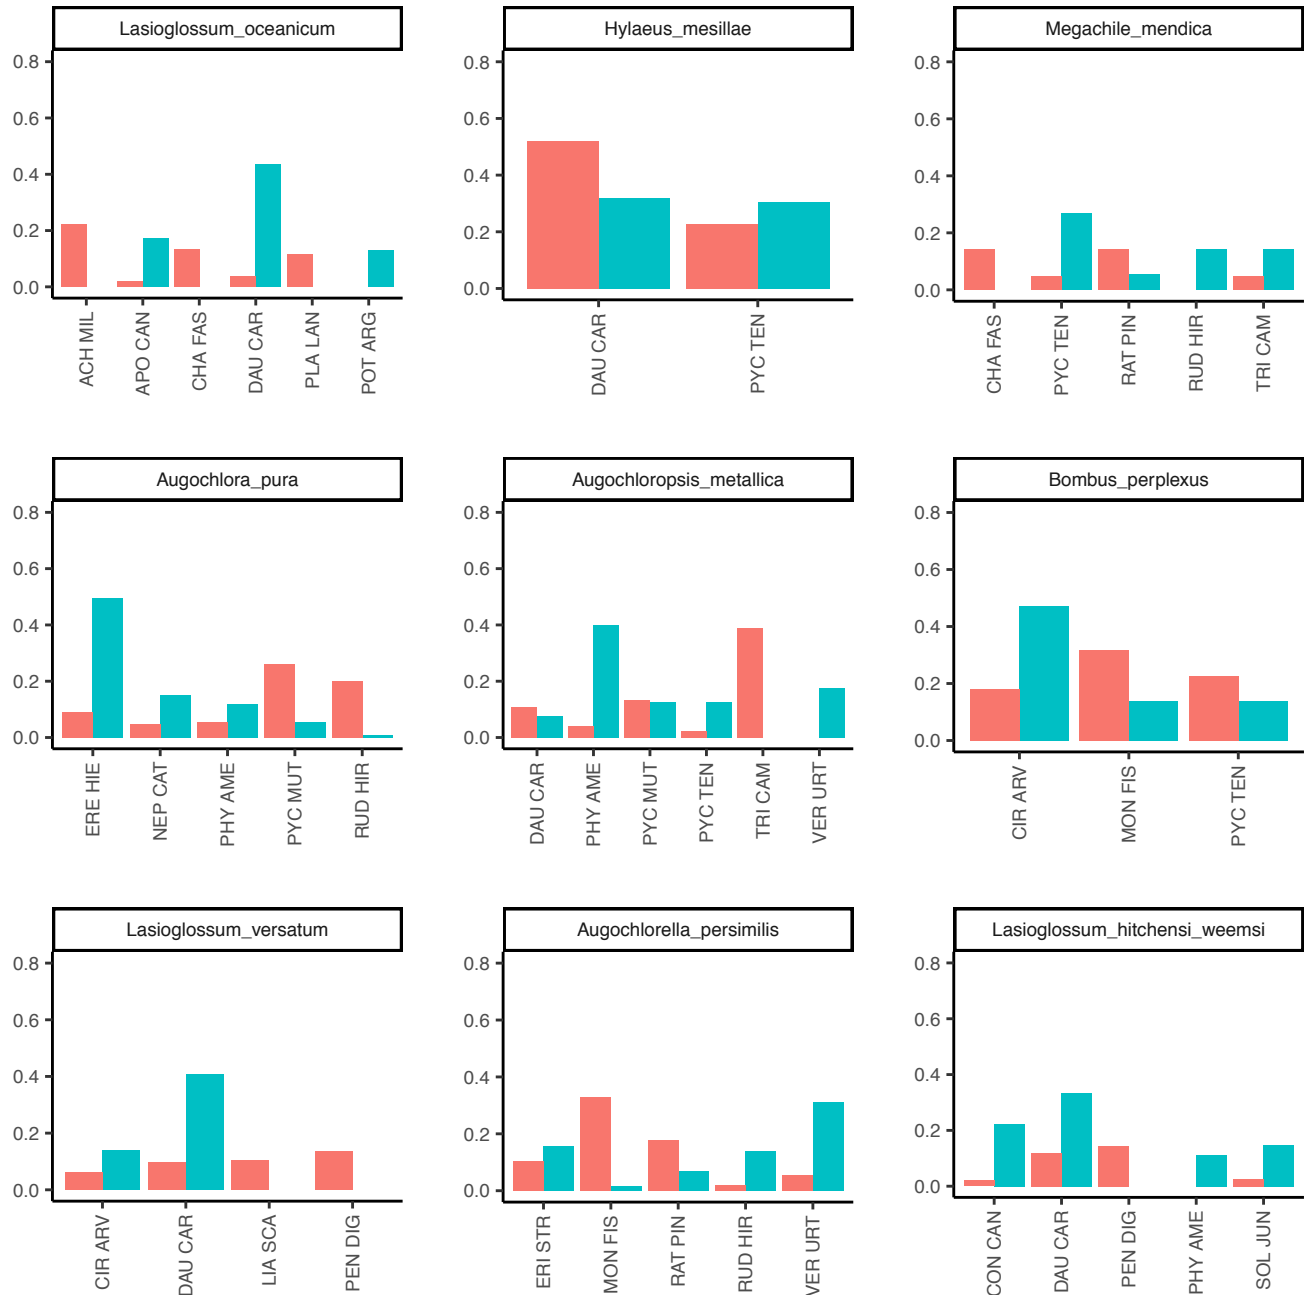 Lasioglossum_oceanicum
0.8
0.6
0.4
0.2
0.0
ACH MIL
APO CAN
CHA FAS
DAU CAR
PLA LAN
POT ARG
Hylaeus_mesillae
0.8
0.6
0.4
0.2
0.0
DAU CAR
PYC TEN
Megachile_mendica
0.8
0.6
0.4
0.2
0.0
CHA FAS
PYC TEN
RAT PIN
RUD HIR
TRI CAM
Augochlora_pura
0.8
0.6
0.4
0.2
0.0
ERE HIE
NEP CAT
PHY AME
PYC MUT
RUD HIR
Augochloropsis_metallica
0.8
0.6
0.4
0.2
0.0
DAU CAR
PHY AME
PYC MUT
PYC TEN
TRI CAM
VER URT
Bombus_perplexus
0.8
0.6
0.4
0.2
0.0
CIR ARV
MON FIS
PYC TEN
Lasioglossum_versatum
0.8
0.6
0.4
0.2
0.0
CIR ARV
DAU CAR
LIA SCA
PEN DIG
Augochlorella_persimilis
0.8
0.6
0.4
0.2
0.0
ERI STR
MON FIS
RAT PIN
RUD HIR
VER URT
Lasioglossum_hitchensi_weemsi
0.8
0.6
0.4
0.2
0.0
CON CAN
DAU CAR
PEN DIG
PHY AME
SOL JUN